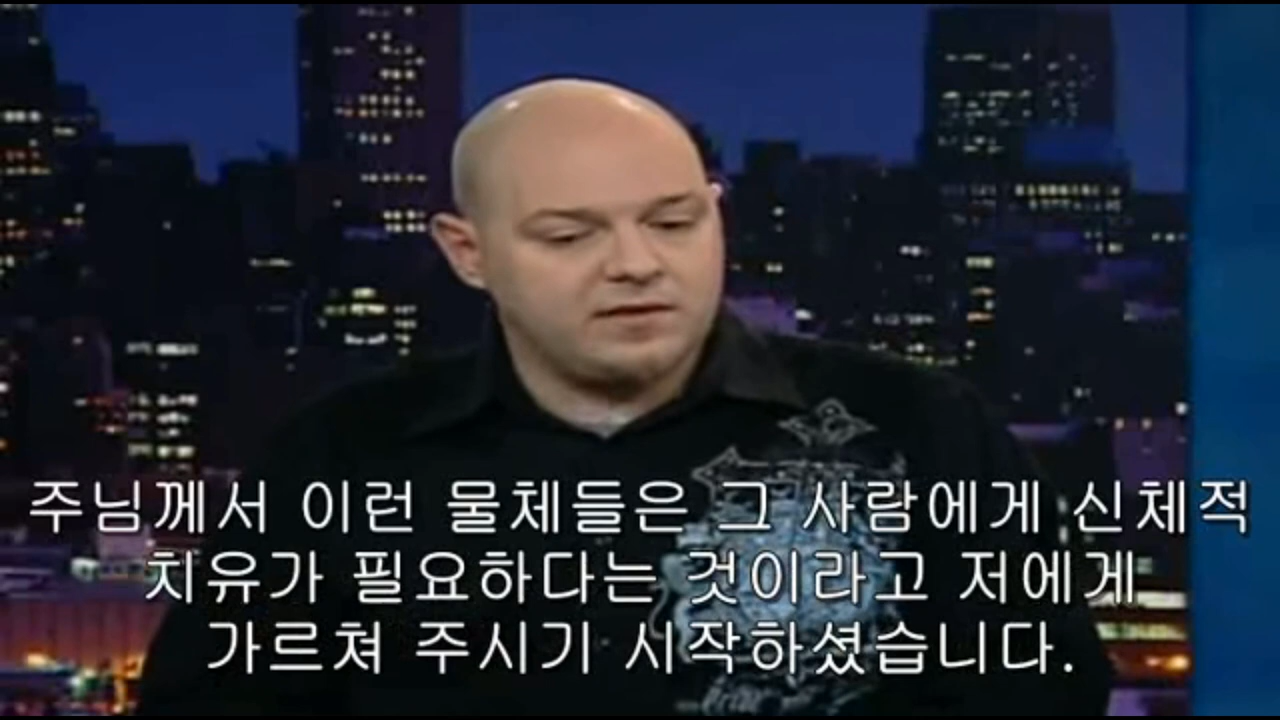 주님께서 이런 물체들은 그 사람에게 신체적
치유가 필요하다는 것이라고 저에게
가르쳐 주시기 시작하셨습니다.